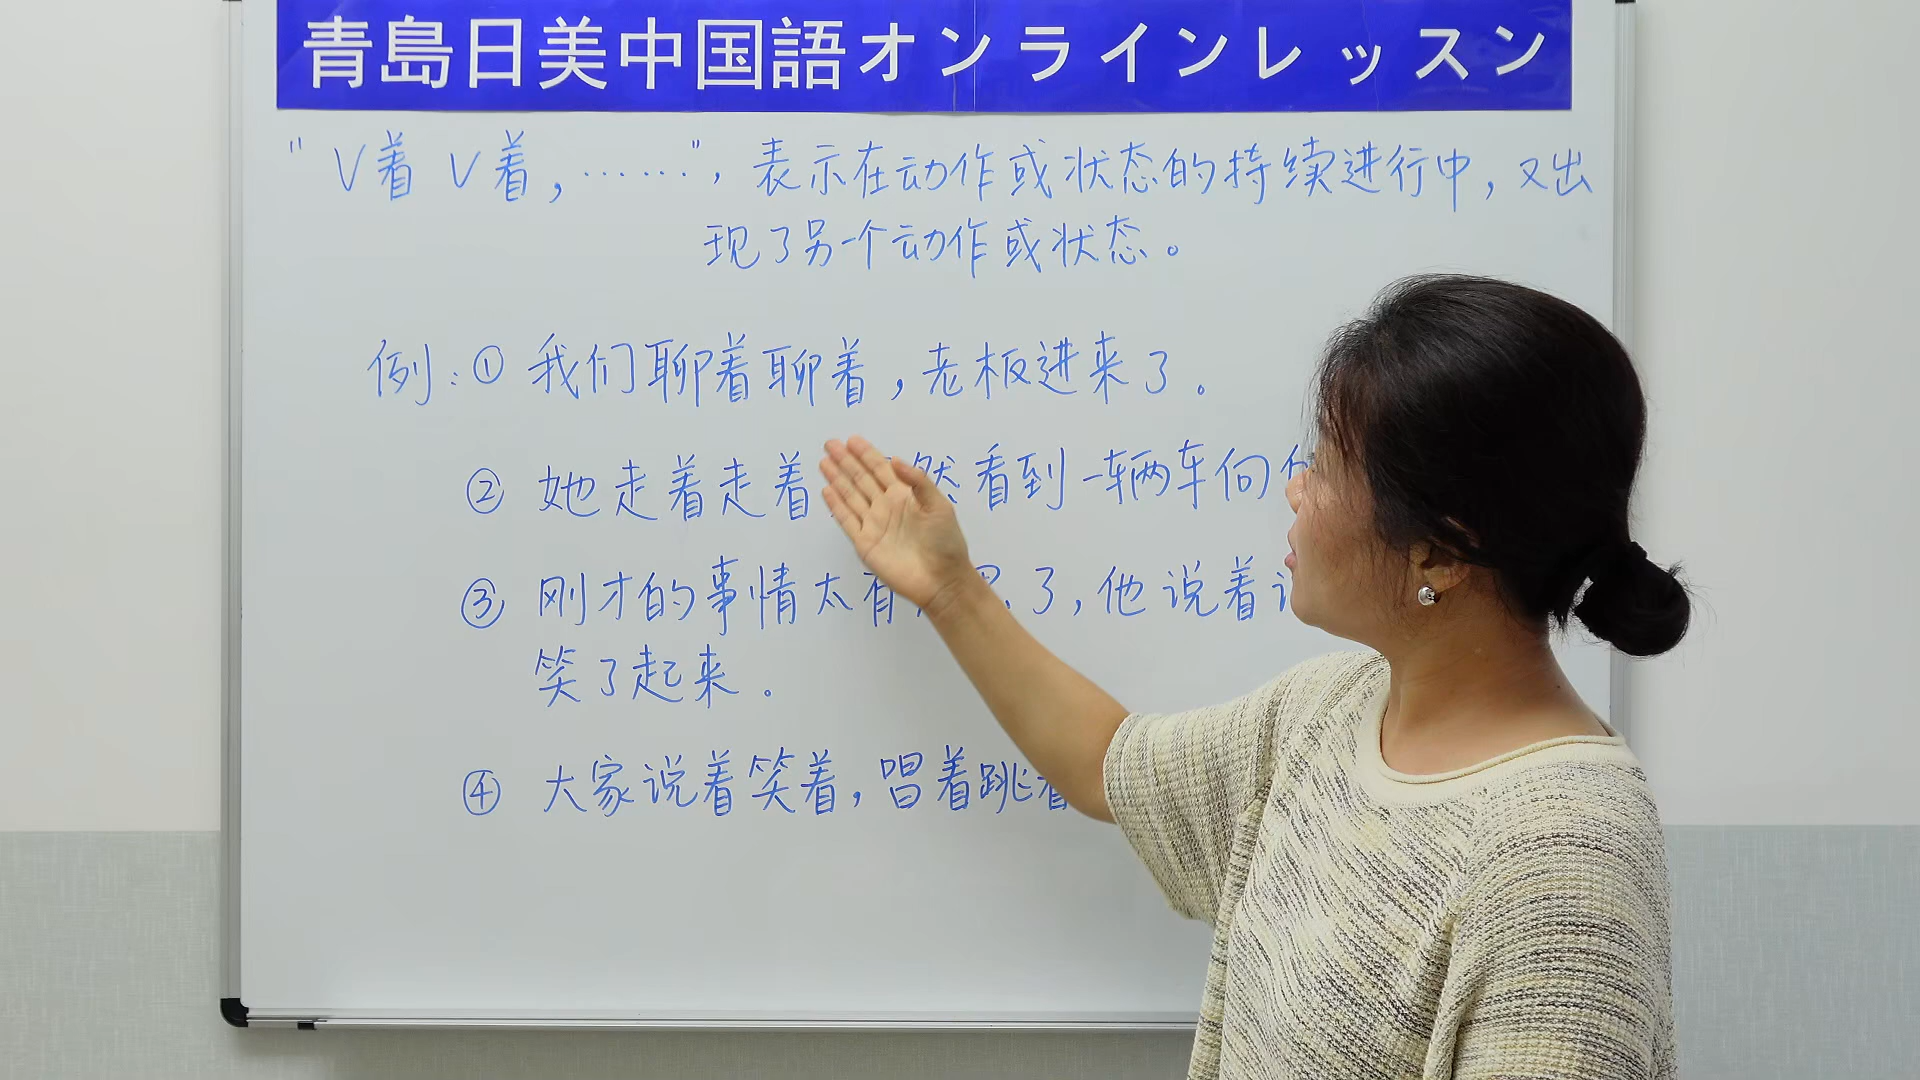 青島日美中国語オンラインレッスン
"V着V着,……",表示在动作或状态的持续进行中,又出
现了另一个动作或状态。
例:①我们聊着聊着,老板进来了。
②她走着走着 然看到一辆车向
③刚才的事情太有 了,他说着
笑了起来。
④大家说着笑着,唱着跳着